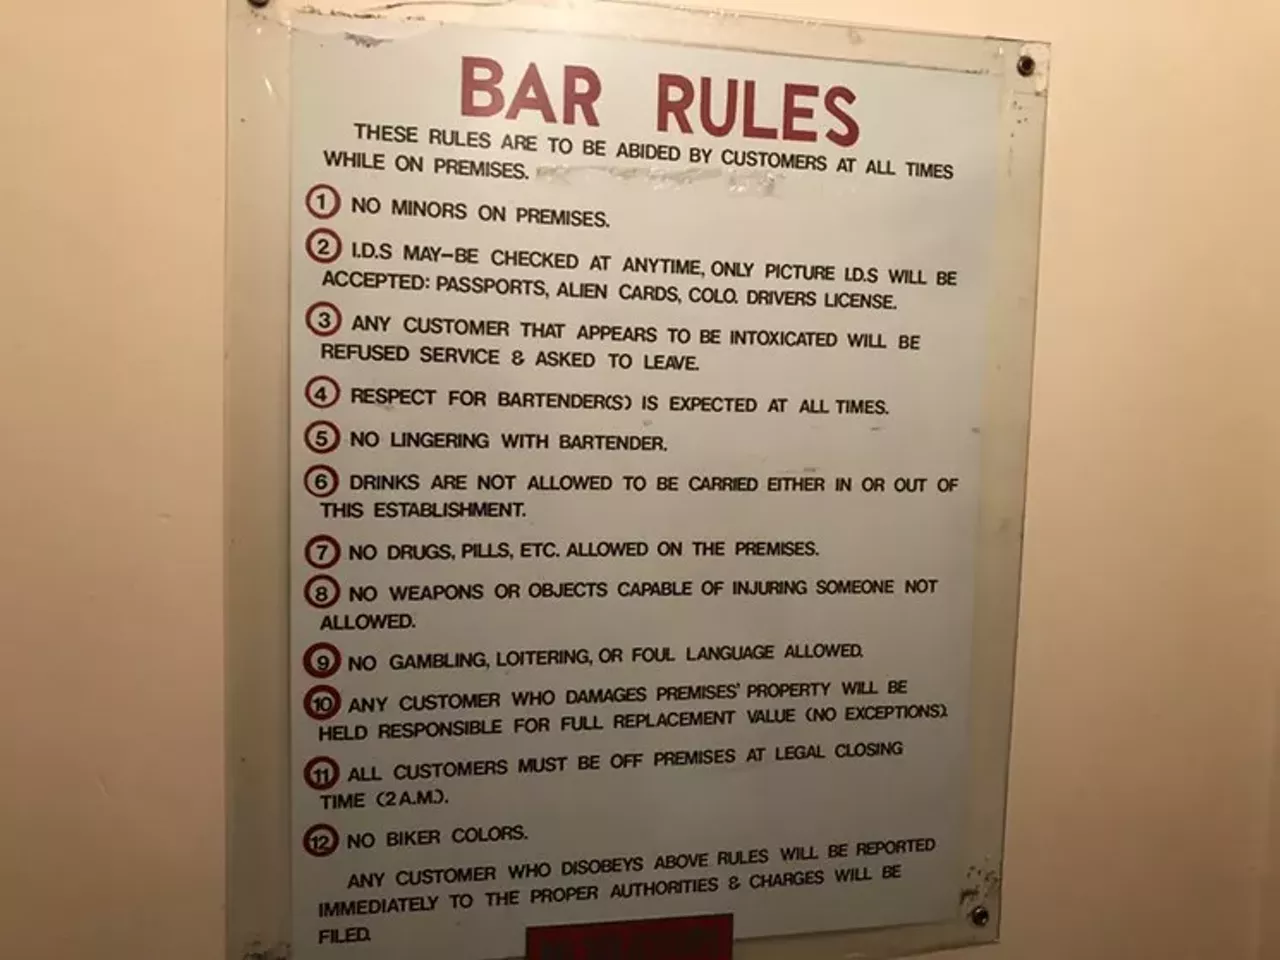 BAR RULES
THESE RULES ARE TO BE ABIDED BY CUSTOMERS AT ALL TIMES
WHILE ON PREMISES.
1 NO MINORS ON PREMISES.
2 I.D.S MAY-BE CHECKED AT ANYTIME, ONLY PICTURE I.D.S WILL BE
ACCEPTED: PASSPORTS, ALIEN CARDS, COLO. DRIVERS LICENSE.
3 ANY CUSTOMER THAT APPEARS TO BE INTOXICATED WILL BE
REFUSED SERVICE & ASKED TO LEAVE.
4 RESPECT FOR BARTENDER(S) IS EXPECTED AT ALL TIMES.
5 NO LINGERING WITH BARTENDER.
6 DRINKS ARE NOT ALLOWED TO BE CARRIED EITHER IN OR OUT OF
THIS ESTABLISHMENT.
7 NO DRUGS, PILLS, ETC. ALLOWED ON THE PREMISES.
8 NO WEAPONS OR OBJECTS CAPABLE OF INJURING SOMEONE NOT
ALLOWED.
9 NO GAMBLING, LOITERING, OR FOUL LANGUAGE ALLOWED.
10 ANY CUSTOMER WHO DAMAGES PREMISES' PROPERTY WILL BE
HELD RESPONSIBLE FOR FULL REPLACEMENT VALUE (NO EXCEPTIONS).
11 ALL CUSTOMERS MUST BE OFF PREMISES AT LEGAL CLOSING
TIME (2 A.M.).
12 NO BIKER COLORS.
ANY CUSTOMER WHO DISOBEYS ABOVE RULES WILL BE REPORTED
IMMEDIATELY TO THE PROPER AUTHORITIES & CHARGES WILL BE
FILED.